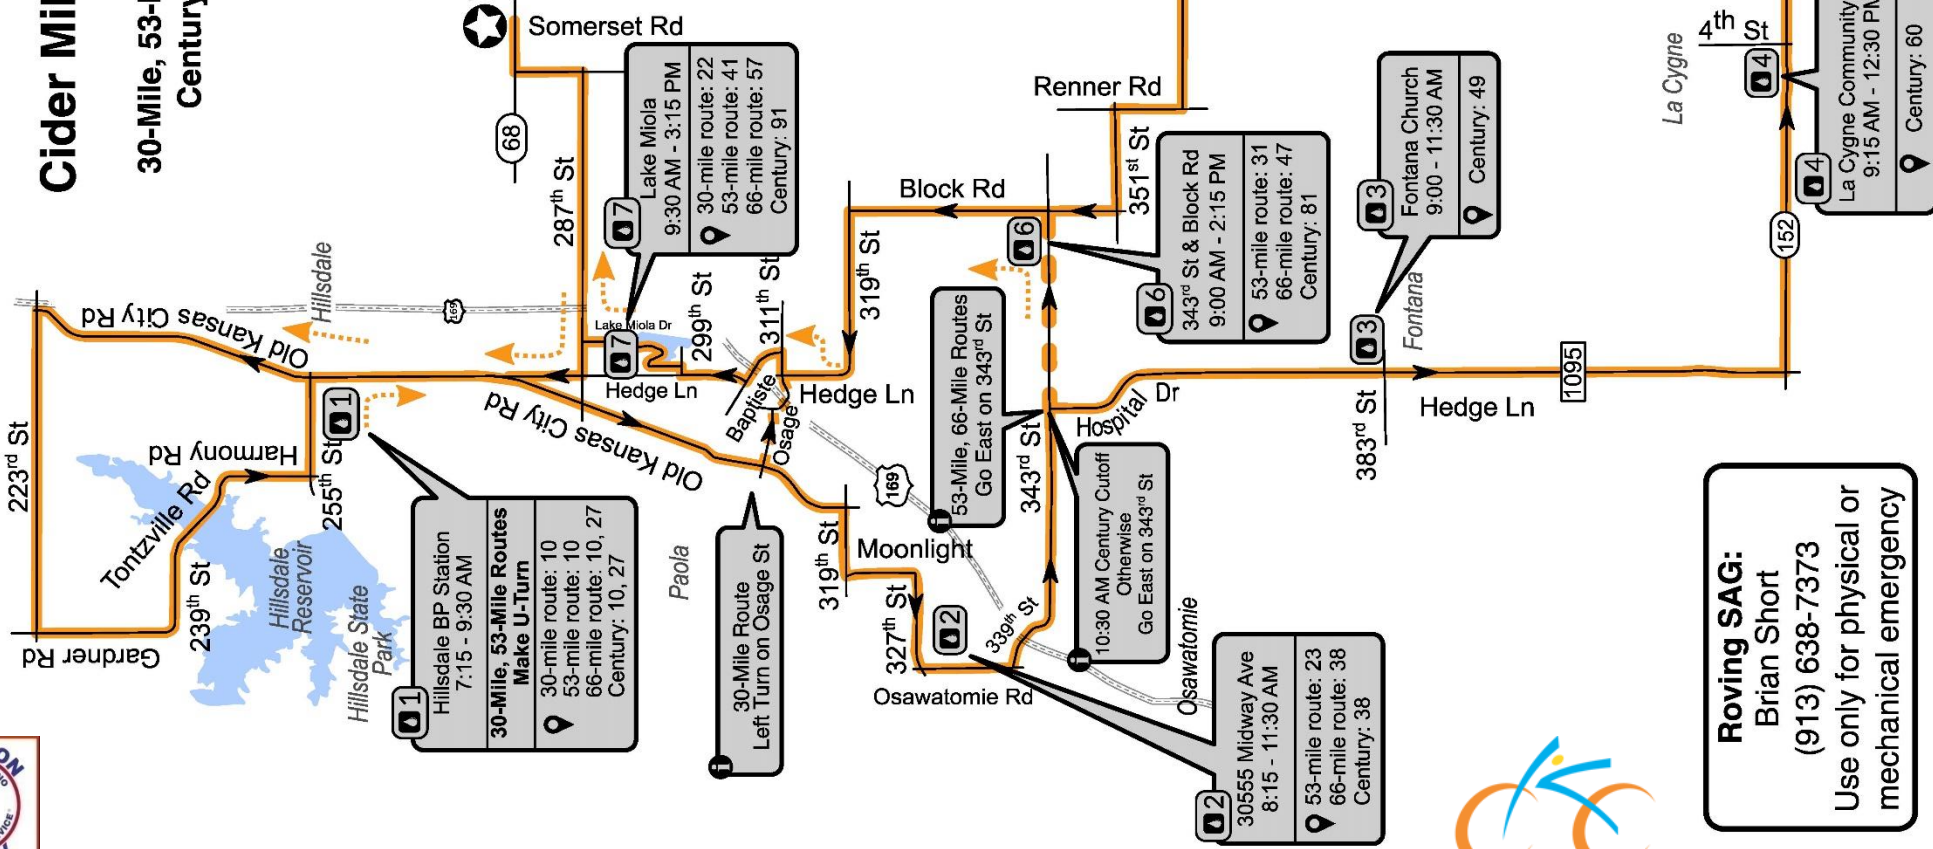 Cider Mil
30-Mile, 53-
Century
Somerset Rd
68
287th St
7
Lake Miola
9:30 AM - 3:15 PM
30-mile route: 22
53-mile route: 41
66-mile route: 57
Century: 91
Hillsdale
169
Old Kansas City Rd
Old Kansas City Rd
223rd St
Harmony Rd
Tontzville Rd
255th St
1
239th St
Gardner Rd
Hillsdale
Reservoir
Hillsdale State
Park
1
Hillsdale BP Station
7:15 - 9:30 AM
30-Mile, 53-Mile Routes
Make U-Turn
30-mile route: 10
53-mile route: 10
66-mile route: 10, 27
Century: 10, 27
Lake Miola Dr
7
299th St
Hedge Ln
Old Kansas City Rd
Baptiste
Osage
311th St
Hedge Ln
319th St
Block Rd
Paola
30-Mile Route
Left Turn on Osage St
169
319th St
Moonlight
327th St
2
339th St
Osawatomie Rd
Osawatomie
2
30555 Midway Ave
8:15 - 11:30 AM
53-mile route: 23
66-mile route: 38
Century: 38
53-Mile, 66-Mile Routes
Go East on 343rd St
343rd St
10:30 AM Century Cutoff
Otherwise
Go East on 343rd St
Hospital Dr
6
Renner Rd
351st St
6
343rd St & Block Rd
9:00 AM - 2:15 PM
53-mile route: 31
66-mile route: 47
Century: 81
3
Fontana Church
9:00 - 11:30 AM
Century: 49
3
Fontana
383rd St
Hedge Ln
1095
152
La Cygne
4th St
4
4
La Cygne Community
9:15 AM - 12:30 PM
Century: 60
Roving SAG:
Brian Short
(913) 638-7373
Use only for physical or
mechanical emergency